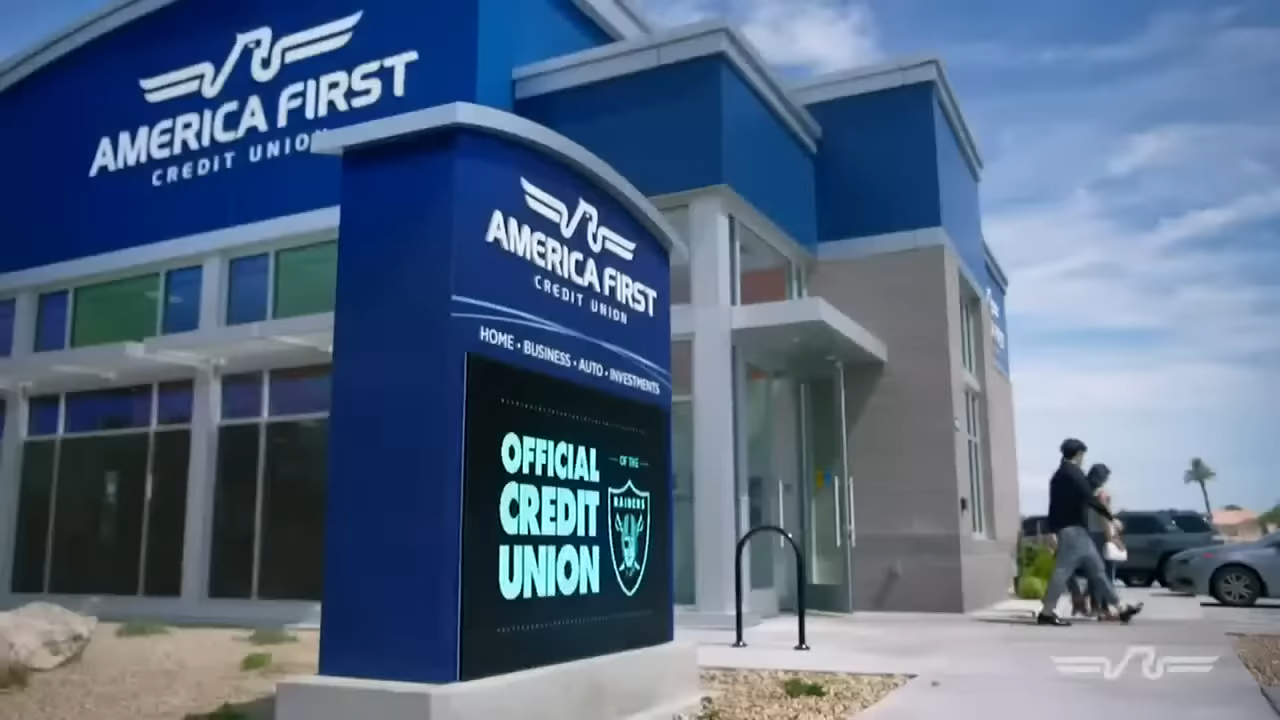 AMERICA FIRST
CREDIT UNION
AMERICA FIRST
CREDIT UNION
HOME • BUSINESS • AUTO • INVESTMENTS
OFFICIAL
CREDIT
UNION
OF THE
RAIDERS